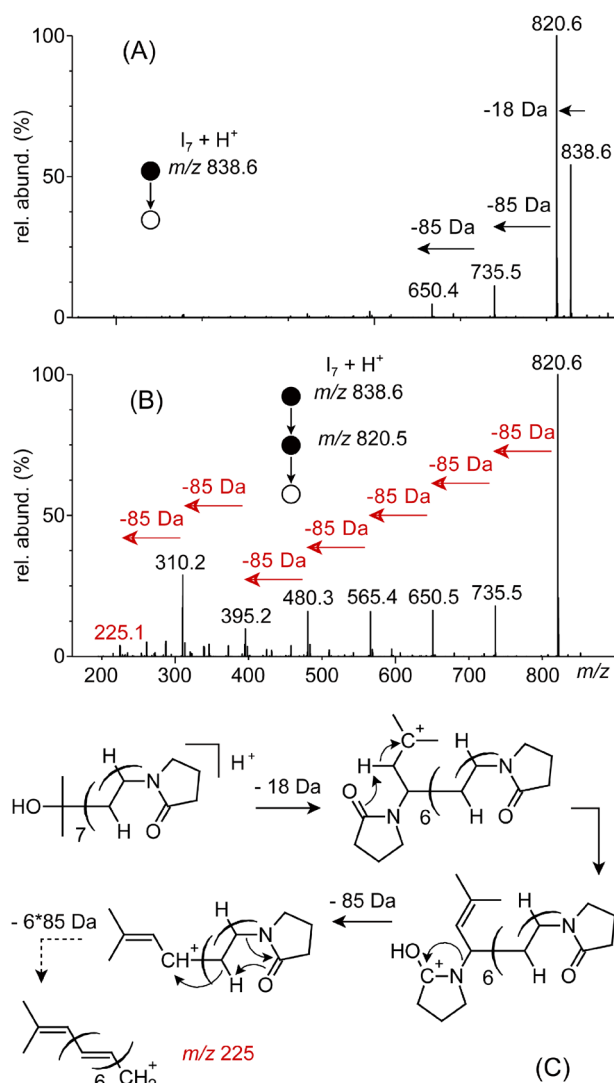 820.6
100
(A)
-18 Da
I7 + H+
m/z 838.6
838.6
rel. abund. (%)
50
-85 Da
-85 Da
735.5
650.4
0
I7 + H+
820.6
100
(B)
m/z 838.6
m/z 820.5
-85 Da
-85 Da
-85 Da
-85 Da
-85 Da
-85 Da
-85 Da
rel. abund. (%)
50
310.2
225.1
395.2
480.3
565.4
650.5
735.5
0
200 300 400 500 600 700 800 m/z
H N H+
HO 7 H O
- 18 Da
C+ H H N
O N 6 H O
- 85 Da
- 6*85 Da
H N
CH+ H O
H N
HO C+ N 6 H O
6 CH2+
m/z 225
(C)